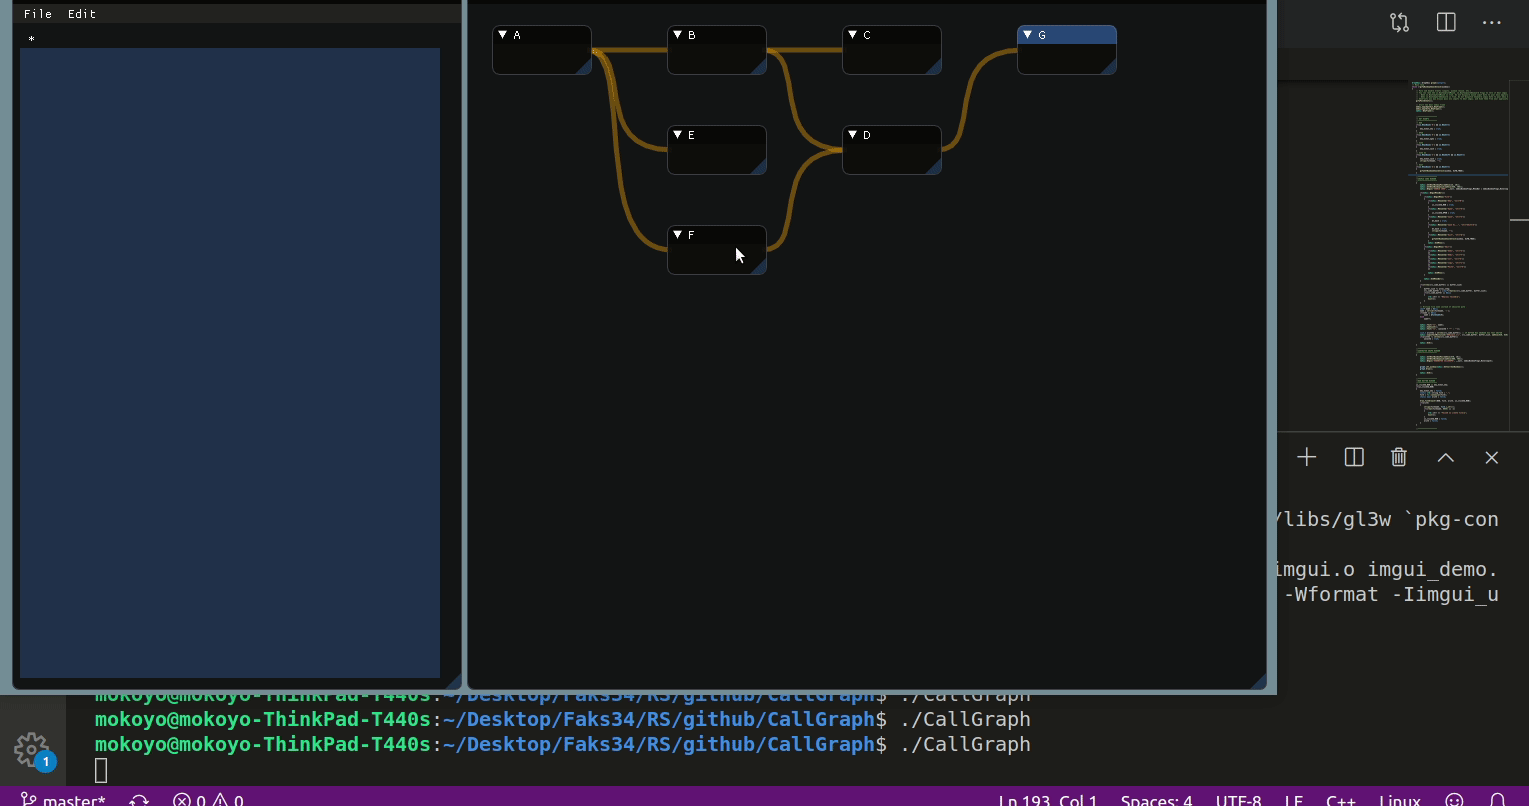 File Edit
*
A
B
C
G
E
D
F
/libs/gl3w `pkg-con
imgui.o imgui_demo.
-Wformat -Iimgui_u
mokoyo@mokoyo-ThinkPad-T440s:~/Desktop/Faks34/RS/github/CallGraph$ ./CallGraph
mokoyo@mokoyo-ThinkPad-T440s:~/Desktop/Faks34/RS/github/CallGraph$ ./CallGraph
mokoyo@mokoyo-ThinkPad-T440s:~/Desktop/Faks34/RS/github/CallGraph$ ./CallGraph
1
master* 0 0 Ln 193, Col 1 Spaces: 4 UTF-8 LF C++ Linux